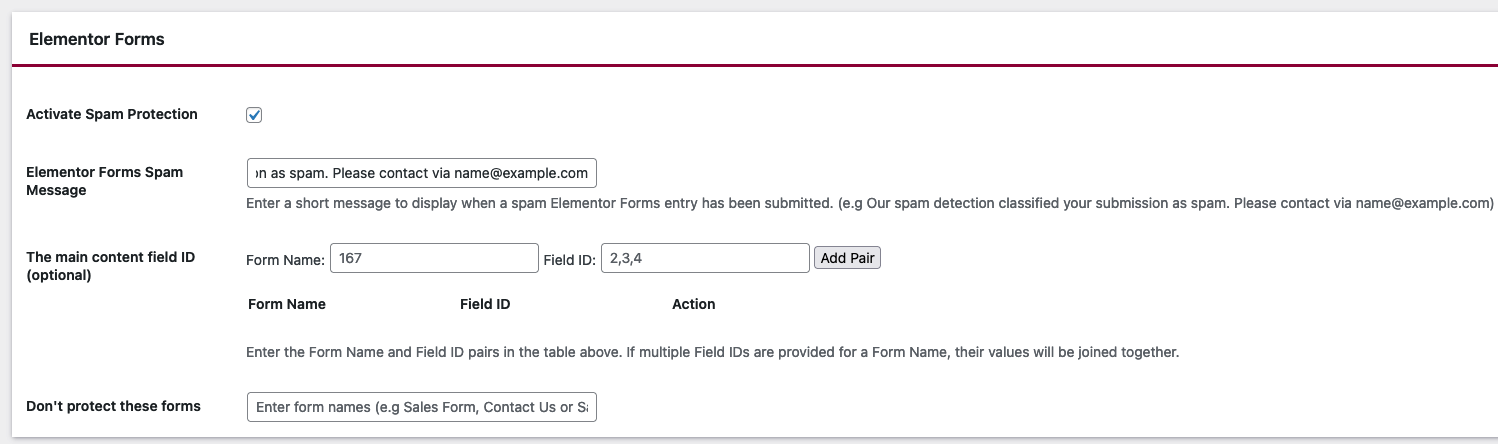 Elementor Forms
Activate Spam Protection
Elementor Forms Spam
Message
on as spam. Please contact via name@example.com
Enter a short message to display when a spam Elementor Forms entry has been submitted. (e.g Our spam detection classified your submission as spam. Please contact via name@example.com)
The main content field ID
(optional)
Form Name: 167 Field ID: 2,3,4 Add Pair
Form Name Field ID Action
Enter the Form Name and Field ID pairs in the table above. If multiple Field IDs are provided for a Form Name, their values will be joined together.
Don't protect these forms
Enter form names (e.g Sales Form, Contact Us or Sa